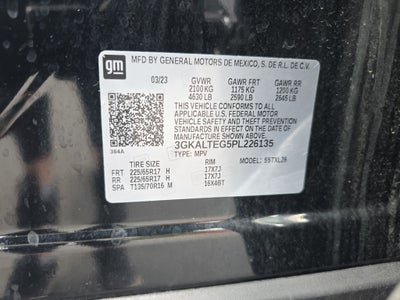 gm
MFD BY GENERAL MOTORS DE MEXICO, S. DE R.L. DE C.V.
03/23 GVWR GAWR FRT GAWR RR
2100 KG 1175 KG 1200 KG
4630 LB 2590 LB 2645 LB
THIS VEHICLE CONFORMS TO ALL
APPLICABLE U.S. FEDERAL MOTOR
VEHICLE SAFETY AND THEFT PREVENTION
STANDARDS IN EFFECT ON THE DATE OF
MANUFACTURE SHOWN ABOVE.
3GKALTEG5PL226135
384A TYPE: MPV
TIRE SIZE RIM
FRT 225/65R17 H 17X7J
RR 225/65R17 H 17X7J
SPA T135/70R16 M 16X4BT